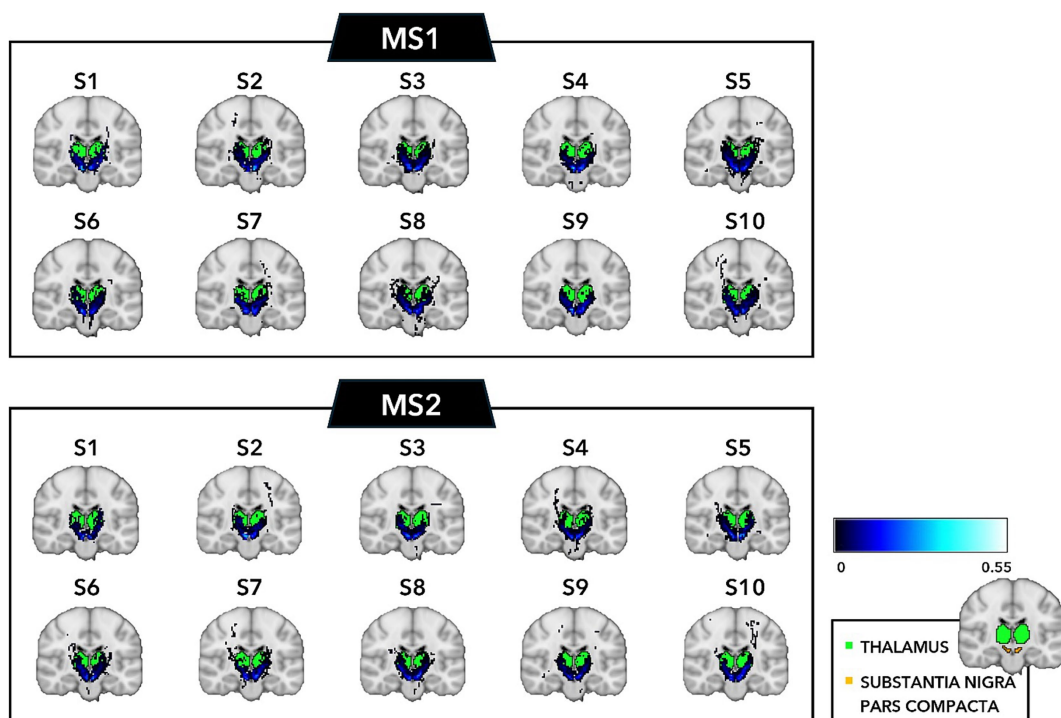 MS1
S1 S2 S3 S4 S5
S6 S7 S8 S9 S10
MS2
S1 S2 S3 S4 S5
S6 S7 S8 S9 S10
0 0.55
THALAMUS
SUBSTANTIA NIGRA
PARS COMPACTA